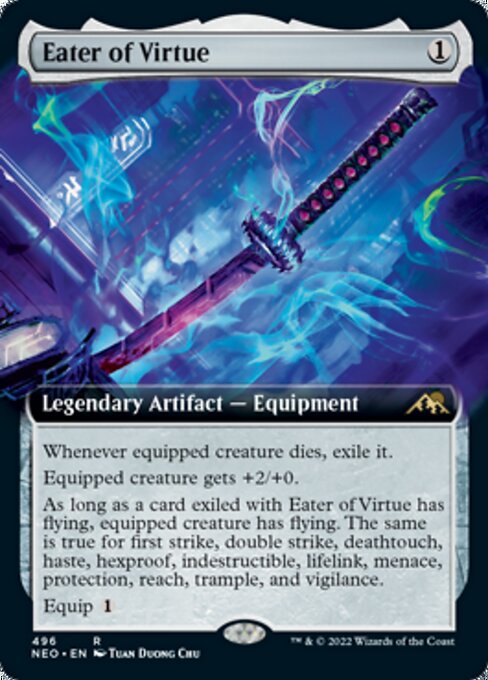 Eater of Virtue 1
Legendary Artifact — Equipment
Whenever equipped creature dies, exile it.
Equipped creature gets +2/+0.
As long as a card exiled with Eater of Virtue has
flying, equipped creature has flying. The same
is true for first strike, double strike, deathtouch,
haste, hexproof, indestructible, lifelink, menace,
protection, reach, trample, and vigilance.
Equip 1
496 R
NEO • EN Tuan Duong Chu
™ & © 2022 Wizards of the Coast